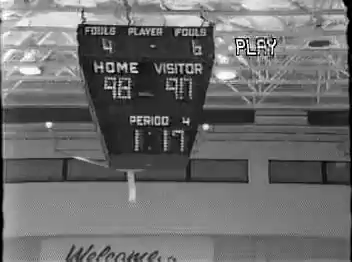 FOULS PLAYER FOULS
4 - 6
PLAY
HOME VISITOR
98 - 97
PERIOD 4
1:17
Welcome